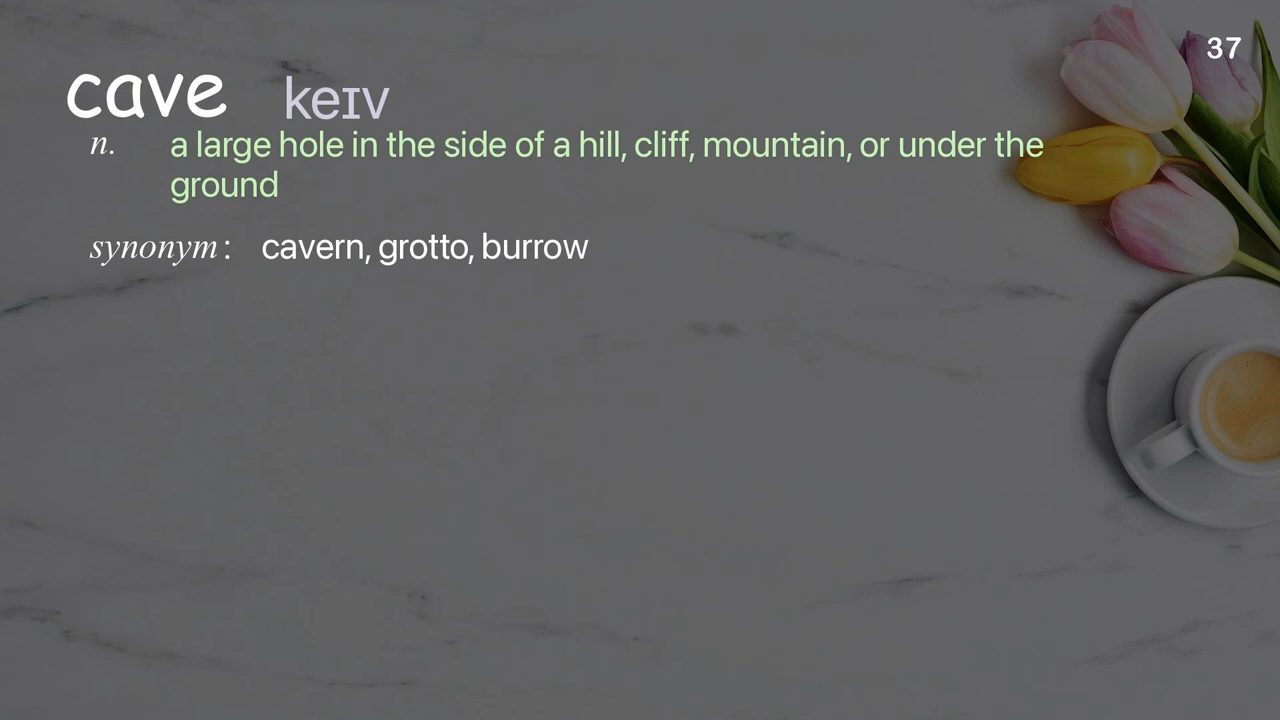 37
cave keɪv
n. a large hole in the side of a hill, cliff, mountain, or under the
ground
synonym: cavern, grotto, burrow